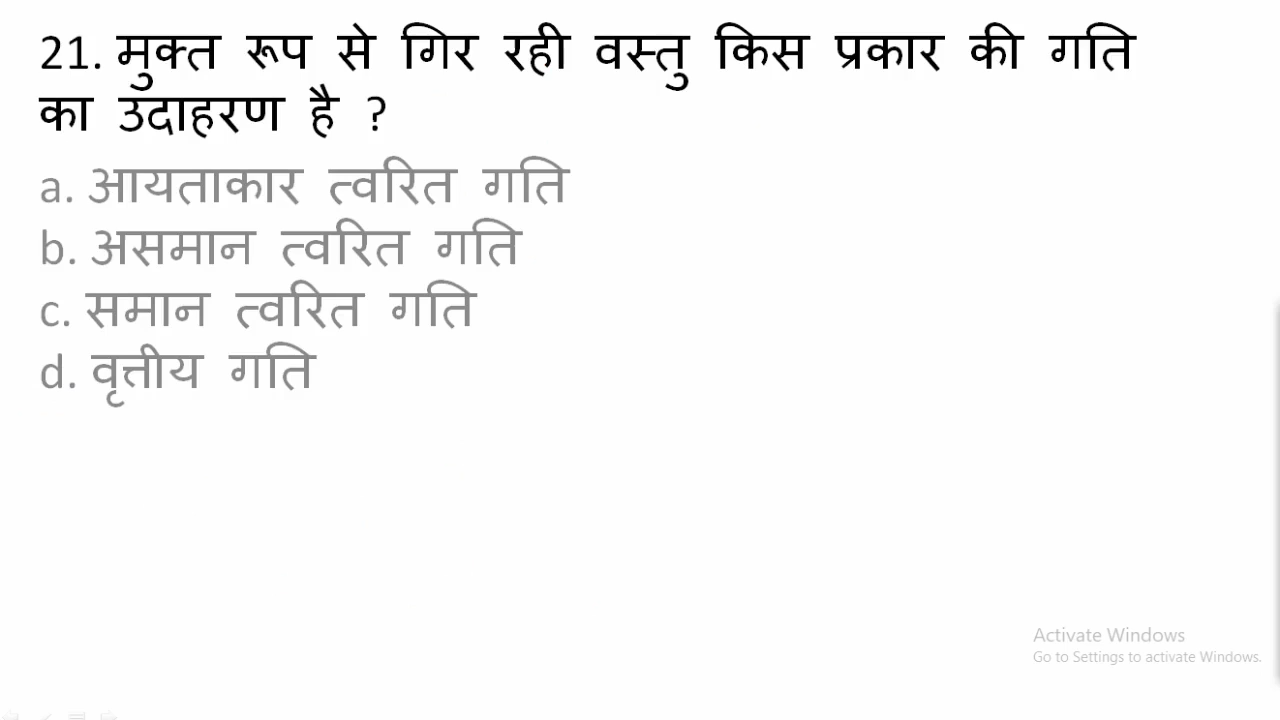 21. मुक्त रूप से गिर रही वस्तु किस प्रकार की गति
का उदाहरण है ?
a. आयताकार त्वरित गति
b. असमान त्वरित गति
c. समान त्वरित गति
d. वृत्तीय गति
Activate Windows
Go to Settings to activate Windows.